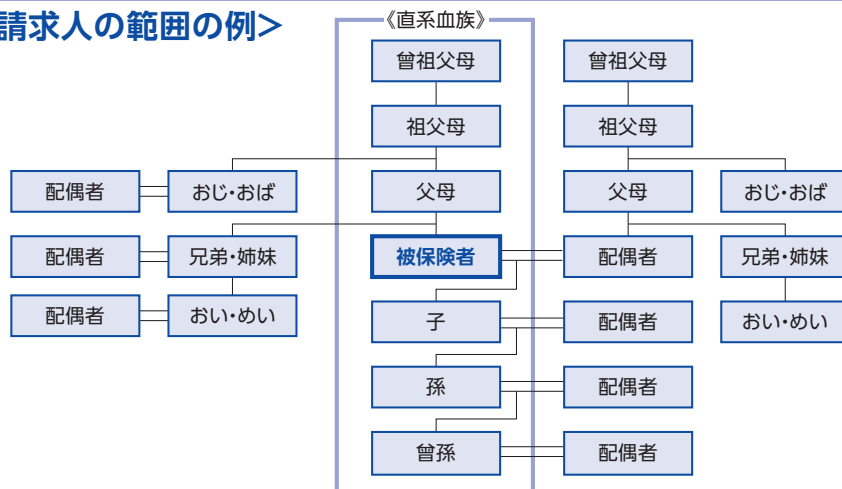 請求人の範囲の例>
《直系血族》
曾祖父母 曾祖父母
祖父母 祖父母
配偶者 おじ・おば 父母 父母 おじ・おば
配偶者 兄弟・姉妹 被保険者 配偶者 兄弟・姉妹
配偶者 おい・めい 子 配偶者 おい・めい
孫 配偶者
曾孫 配偶者